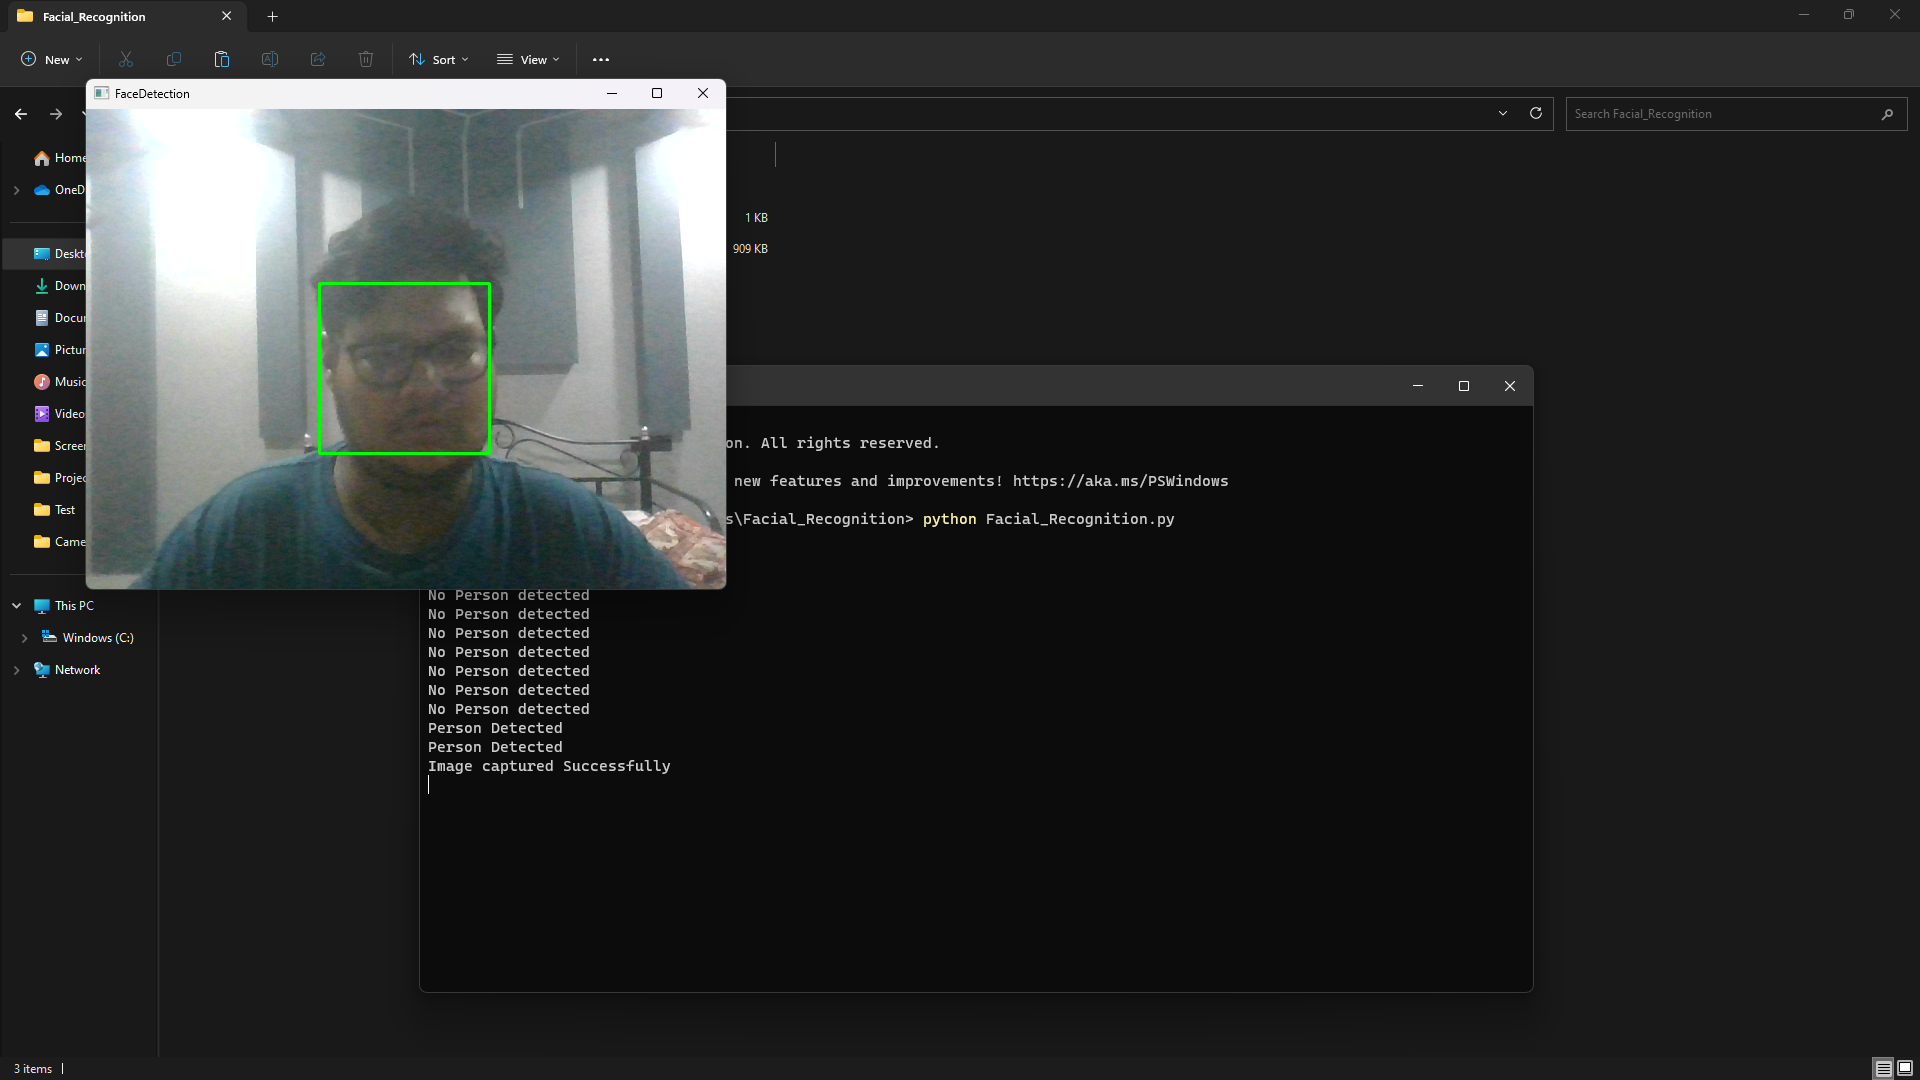 Facial_Recognition
New
Sort
View
FaceDetection
Search Facial_Recognition
Home
OneD
Deskt
Down
Docu
Pictur
Music
Video
Screen
Projec
Test
Came
This PC
Windows (C:)
Network
1 KB
909 KB
on. All rights reserved.
new features and improvements! https://aka.ms/PSWindows
s\Facial_Recognition> python Facial_Recognition.py
No Person detected
No Person detected
No Person detected
No Person detected
No Person detected
No Person detected
No Person detected
Person Detected
Person Detected
Image captured Successfully
3 items